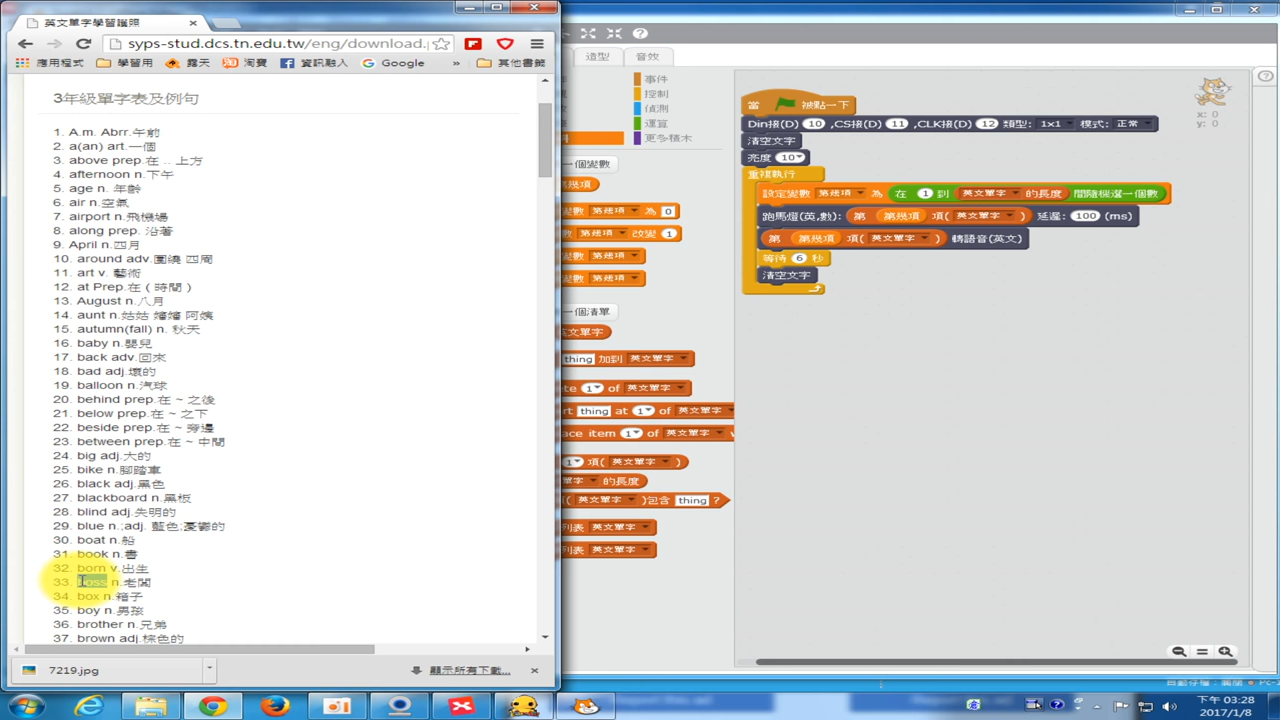 英文單字學習護照
syps-stud.dcs.tn.edu.tw/eng/download.
應用程式 學習用 露天 淘寶 資訊融入 Google » 其他書籤
3年級單字表及例句
1. A.m. Abrr.午前
2. a(an) art.一個
3. above prep.在 .. 上方
4. afternoon n.下午
5. age n. 年齡
6. air n.空氣
7. airport n.飛機場
8. along prep. 沿著
9. April n.四月
10. around adv.圍繞 四周
11. art v. 藝術
12. at Prep.在 ( 時間 )
13. August n.八月
14. aunt n.姑姑 嬸嬸 阿姨
15. autumn(fall) n. 秋天
16. baby n.嬰兒
17. back adv.回來
18. bad adj.壞的
19. balloon n.汽球
20. behind prep.在 ~ 之後
21. below prep.在 ~ 之下
22. beside prep.在 ~ 旁邊
23. between prep.在 ~ 中間
24. big adj.大的
25. bike n.腳踏車
26. black adj.黑色
27. blackboard n.黑板
28. blind adj.失明的
29. blue n.;adj. 藍色;憂鬱的
30. boat n.船
31. book n.書
32. born v.出生
33. boss n.老闆
34. box n.箱子
35. boy n.男孩
36. brother n.兄弟
37. brown adj.棕色的
7219.jpg
顯示所有下載...
造型 音效
事件
控制
偵測
運算
更多積木
一個變數
第幾項
數 第幾項 為 0
數 第幾項 改變 1
變數 第幾項
變數 第幾項
一個清單
英文單字
thing 加到 英文單字
ete 1 of 英文單字
ert thing at 1 of 英文單字
lace item 1 of 英文單字
1 項( 英文單字 )
單字 的長度
項( 英文單字 )包含 thing ?
列表 英文單字
列表 英文單字
當 被點一下
Din接(D) 10 ,CS接(D) 11 ,CLK接(D) 12 類型: 1x1 模式: 正常
清空文字
亮度 10
重複執行
設定變數 第幾項 為 在 1 到 英文單字 的長度 間隨機選一個數
跑馬燈(英,數): 第 第幾項 項( 英文單字 ) 延遲: 100 (ms)
第 第幾項 項( 英文單字 ) 轉語音(英文)
等待 6 秒
清空文字
x: 0
y: 0
下午 03:28
2017/1/8